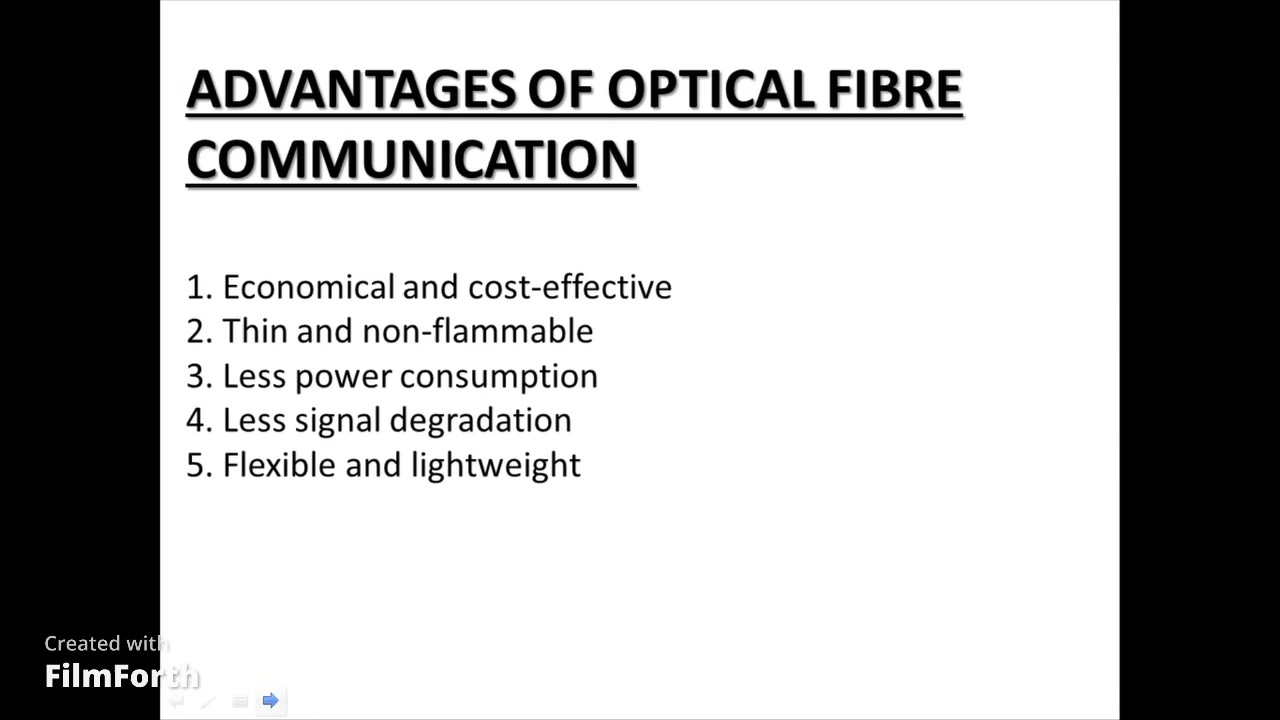 ADVANTAGES OF OPTICAL FIBRE
COMMUNICATION
1. Economical and cost-effective
2. Thin and non-flammable
3. Less power consumption
4. Less signal degradation
5. Flexible and lightweight
Created with
FilmForth